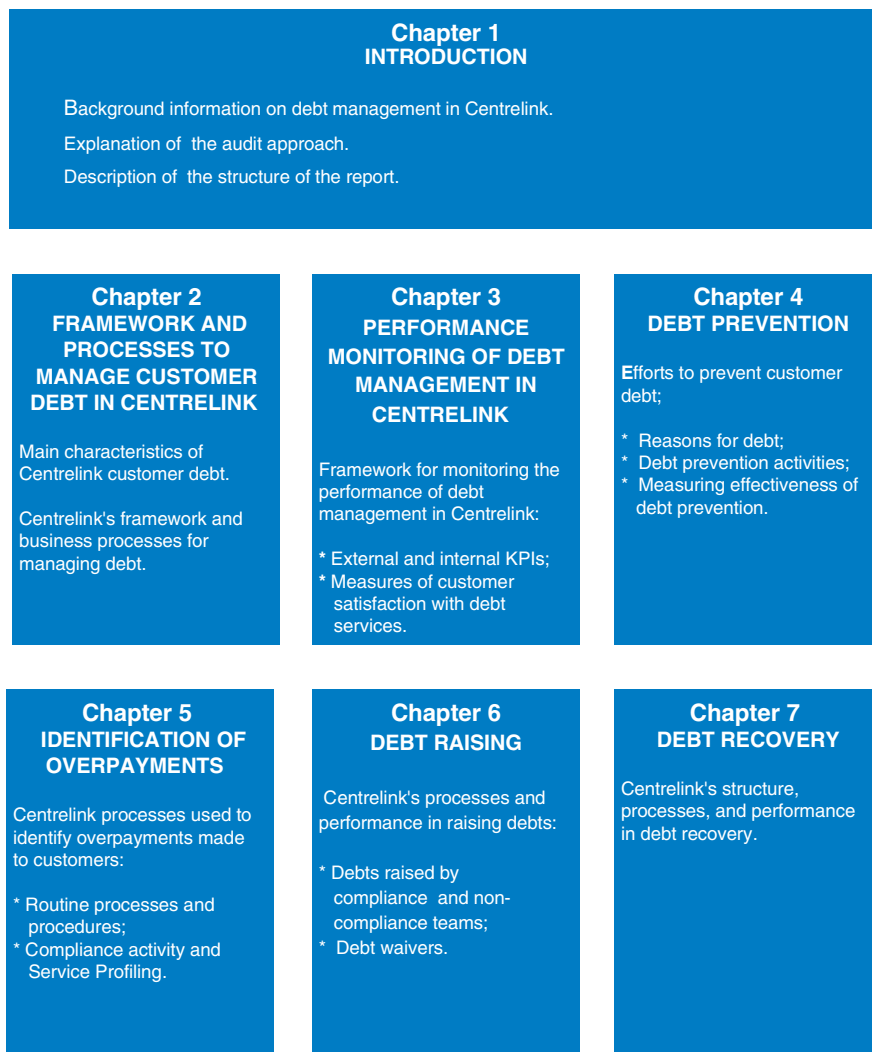 Chapter 1
INTRODUCTION
Background information on debt management in Centrelink.
Explanation of the audit approach.
Description of the structure of the report.
Chapter 2
FRAMEWORK AND
PROCESSES TO
MANAGE CUSTOMER
DEBT IN CENTRELINK
Main characteristics of
Centrelink customer debt.
Centrelink's framework and
business processes for
managing debt.
Chapter 3
PERFORMANCE
MONITORING OF DEBT
MANAGEMENT IN
CENTRELINK
Framework for monitoring the
performance of debt
management in Centrelink:
* External and internal KPIs;
* Measures of customer
satisfaction with debt
services.
Chapter 4
DEBT PREVENTION
Efforts to prevent customer
debt;
* Reasons for debt;
* Debt prevention activities;
* Measuring effectiveness of
debt prevention.
Chapter 5
IDENTIFICATION OF
OVERPAYMENTS
Centrelink processes used to
identify overpayments made
to customers:
* Routine processes and
procedures;
* Compliance activity and
Service Profiling.
Chapter 6
DEBT RAISING
Centrelink's processes and
performance in raising debts:
* Debts raised by
compliance and non-
compliance teams;
* Debt waivers.
Chapter 7
DEBT RECOVERY
Centrelink's structure,
processes, and performance
in debt recovery.